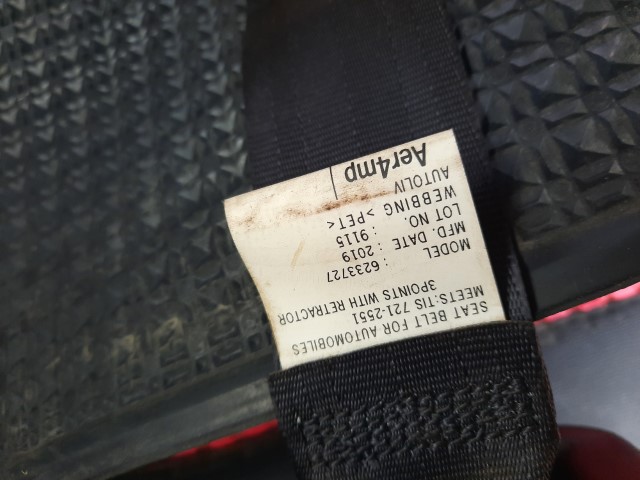 SEAT BELT FOR AUTOMOBILES
MEETS:TIS 721-2551
3POINTS WITH RETRACTOR
MODEL : 6233727
MFD. DATE : 2019
LOT NO. : 9115
WEBBING >PET<
AUTOLIV
Aer4mp